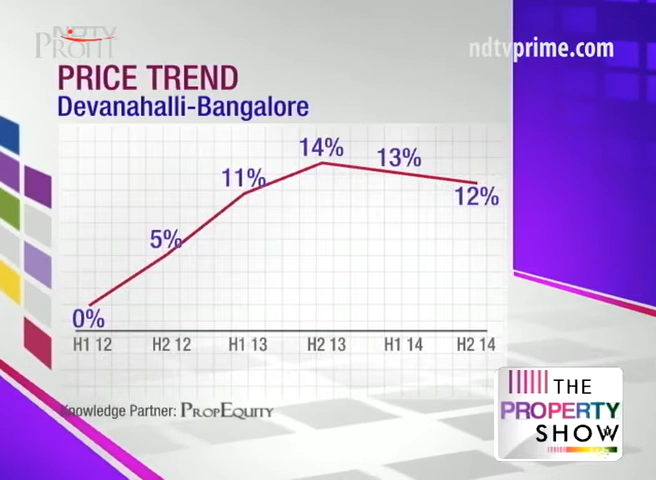 NDTV
PROFIT
ndtvprime.com
PRICE TREND
Devanahalli-Bangalore
14%
13%
11%
12%
5%
0%
H1 12 H2 12 H1 13 H2 13 H1 14 H2 14
THE
PROPERTY
SHOW
Knowledge Partner: PROPEQUITY